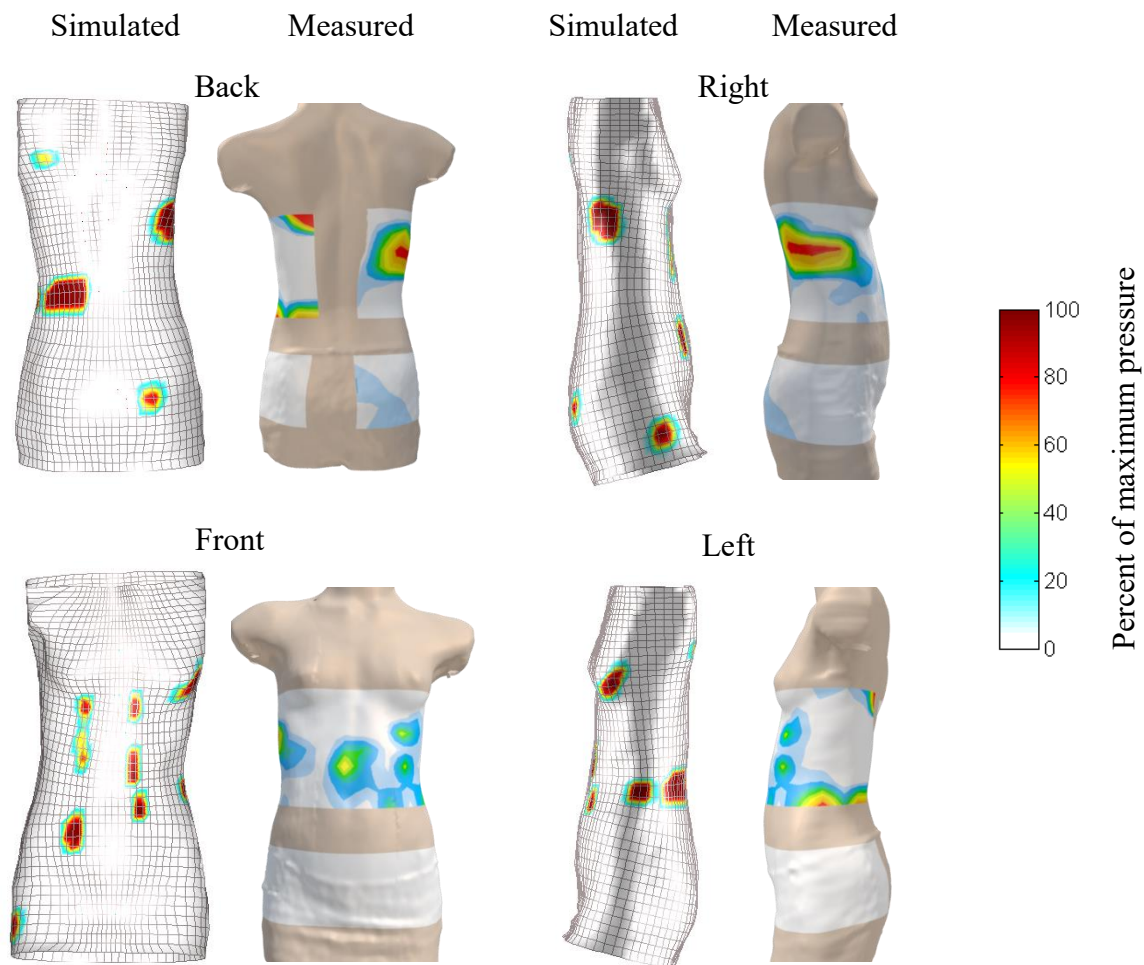 Simulated Measured Simulated Measured
Back Right
Front Left
100
80
60
40
20
0
Percent of maximum pressure